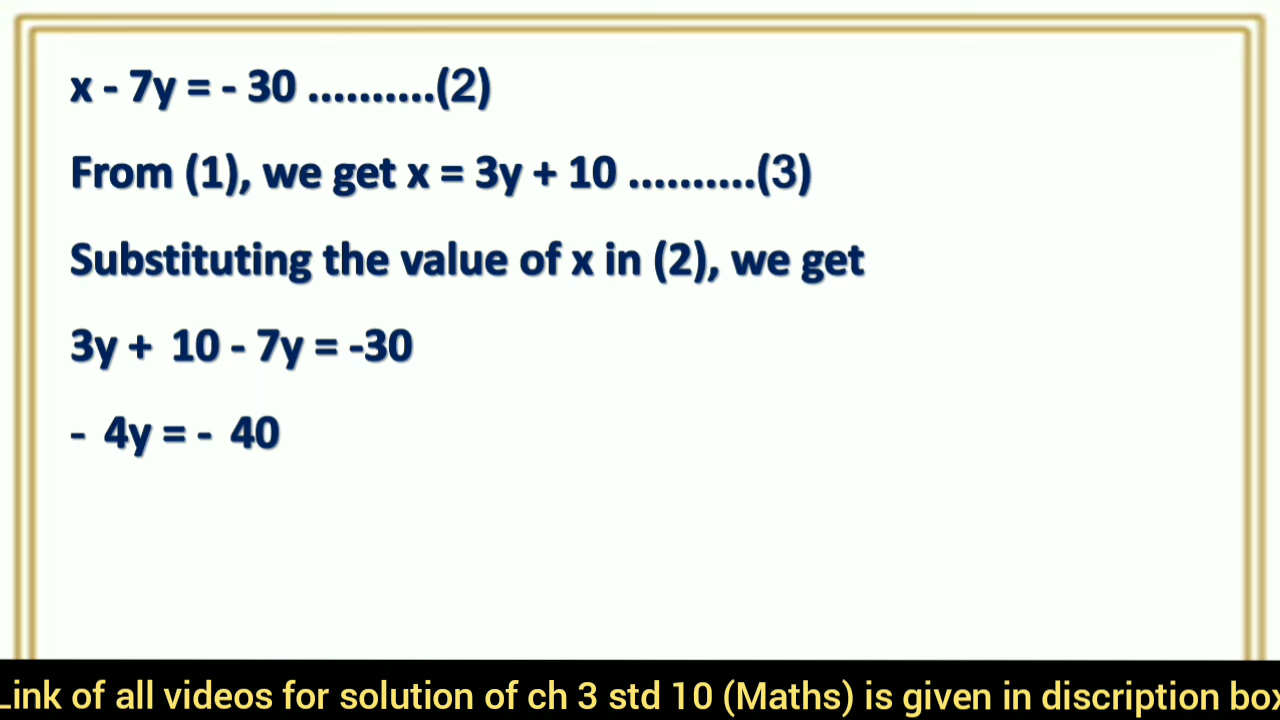 x - 7y = - 30 ..........(2)
From (1), we get x = 3y + 10 ..........(3)
Substituting the value of x in (2), we get
3y + 10 - 7y = -30
- 4y = - 40
Link of all videos for solution of ch 3 std 10 (Maths) is given in discription box